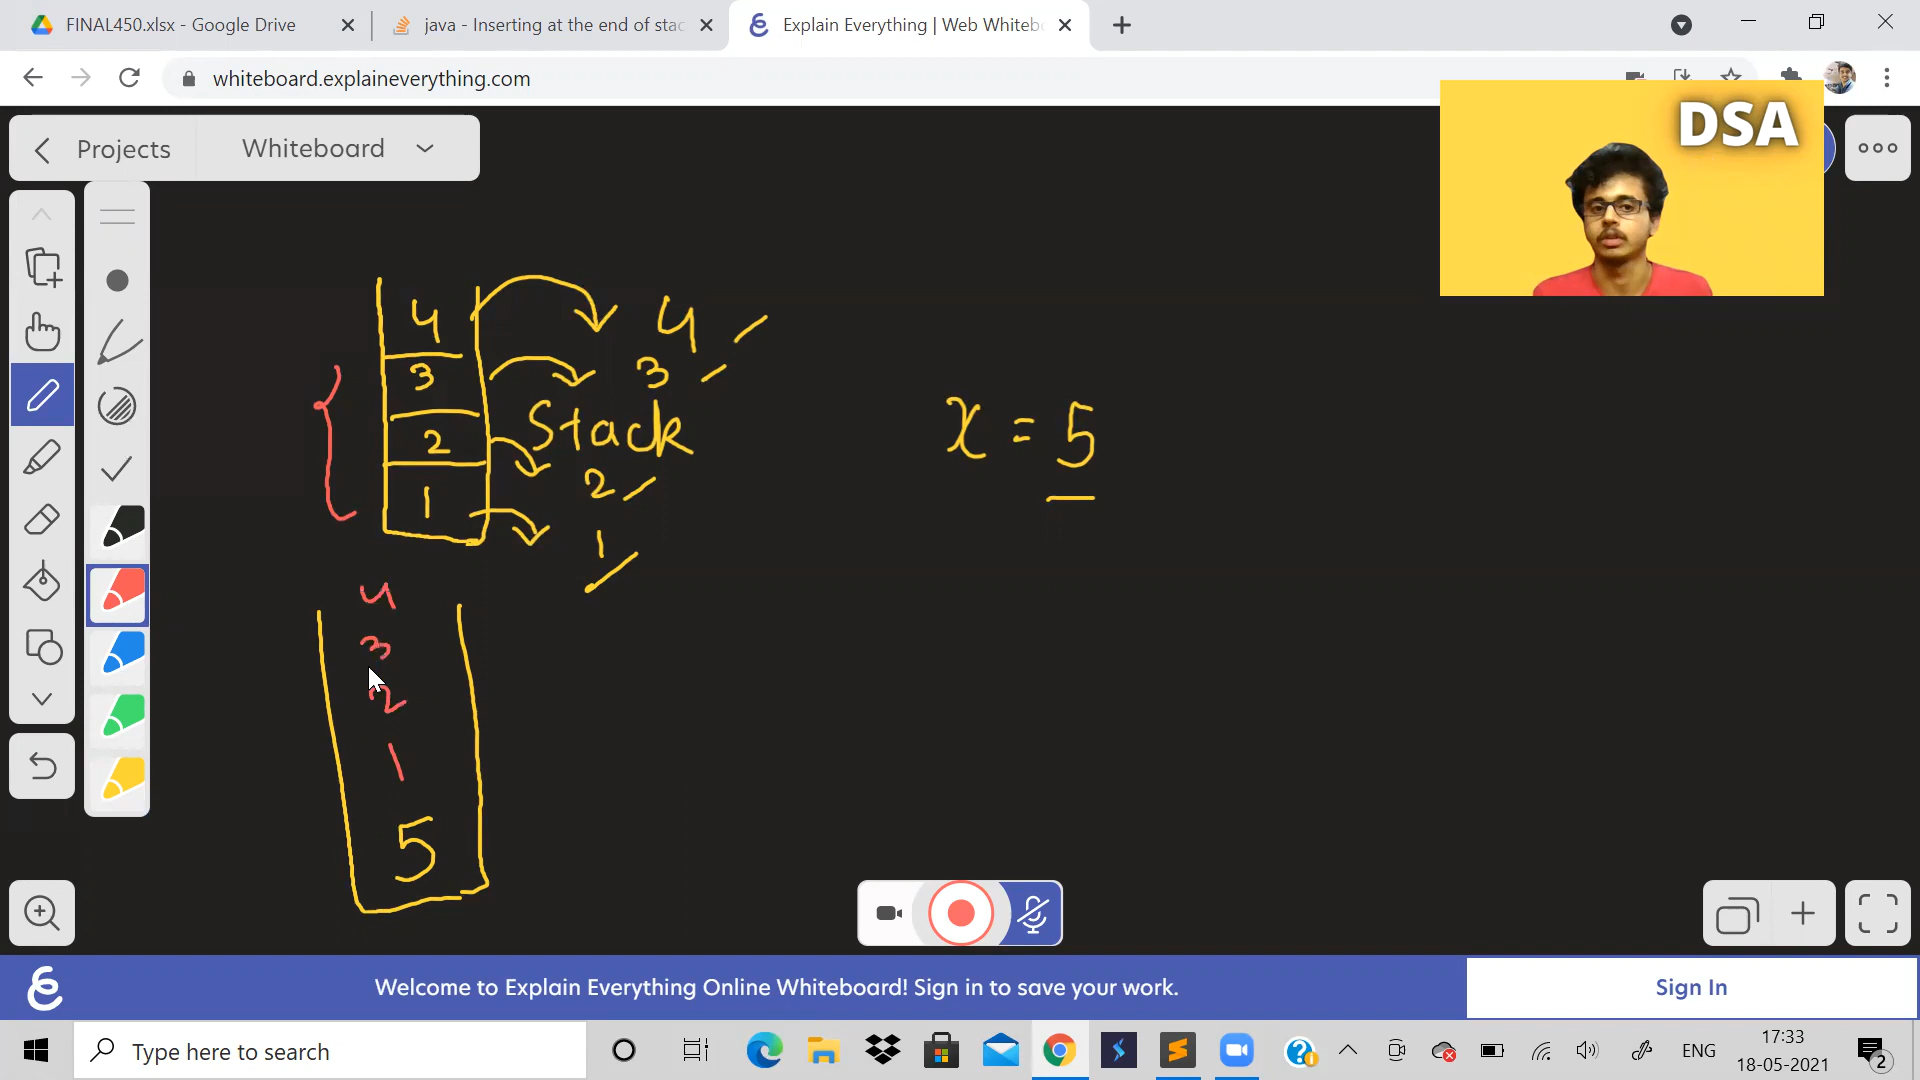 FINAL450.xlsx - Google Drive
java - Inserting at the end of stac
Explain Everything | Web Whiteb
whiteboard.explaineverything.com
DSA
Projects
Whiteboard
4
4
3
3
Stack
2
2
1
1
x = 5
4
3
2
1
5
Welcome to Explain Everything Online Whiteboard! Sign in to save your work.
Sign In
Type here to search
ENG
17:33
18-05-2021
2